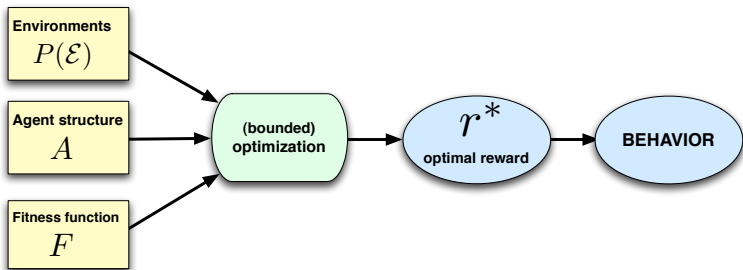 Environments
P(ℰ)
Agent structure
A
Fitness function
F
(bounded)
optimization
r*
optimal reward
BEHAVIOR